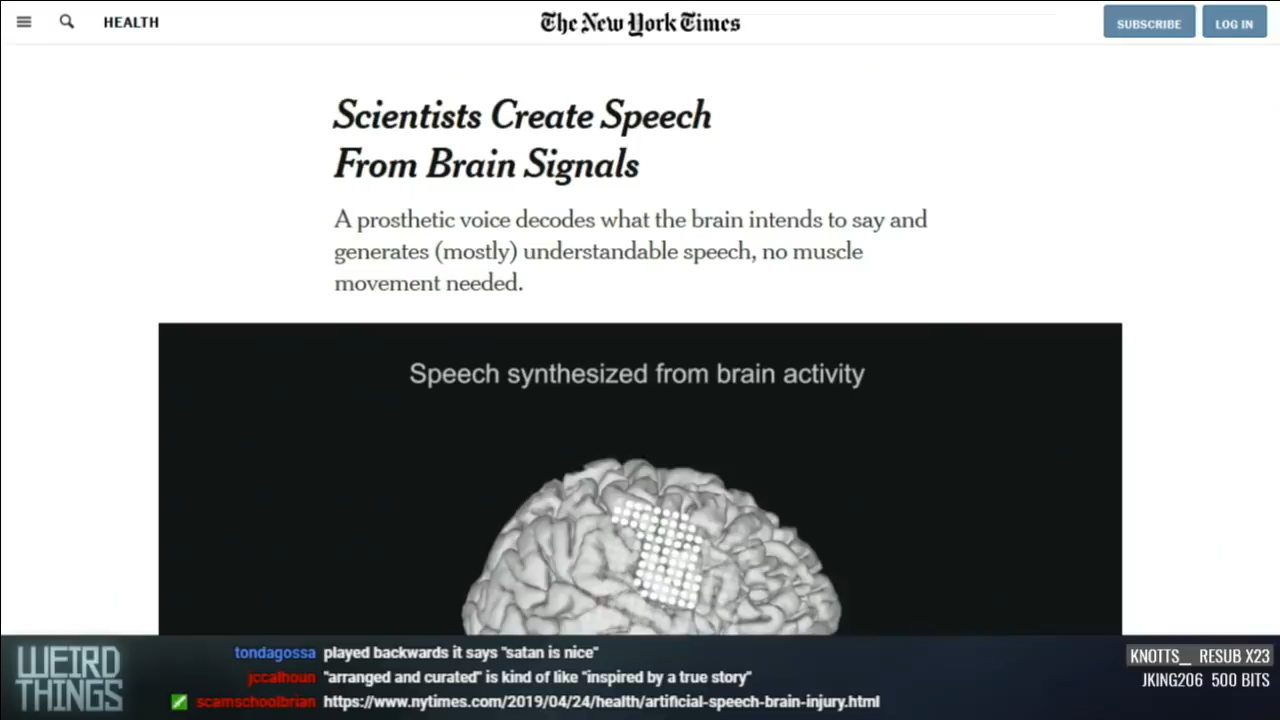 HEALTH
The New York Times
SUBSCRIBE
LOG IN
Scientists Create Speech
From Brain Signals
A prosthetic voice decodes what the brain intends to say and
generates (mostly) understandable speech, no muscle
movement needed.
Speech synthesized from brain activity
WEIRD
THINGS
tondagossa played backwards it says "satan is nice"
jccalhoun "arranged and curated" is kind of like "inspired by a true story"
scamschoolbrian https://www.nytimes.com/2019/04/24/health/artificial-speech-brain-injury.html
KNOTTS_ RESUB X23
JKING206 500 BITS